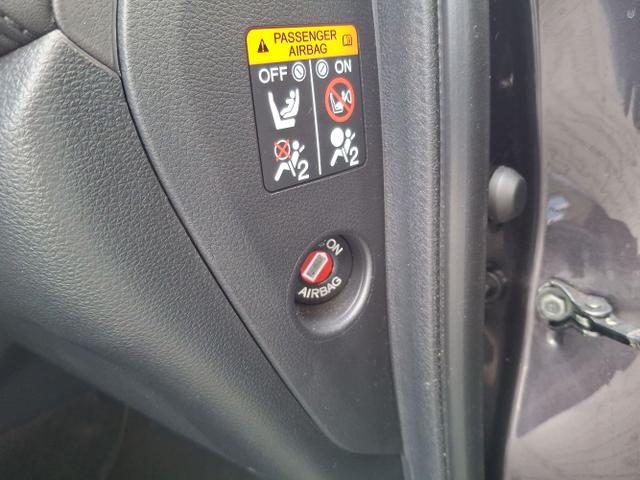 PASSENGER
AIRBAG
OFF ON
2 2
ON
AIRBAG